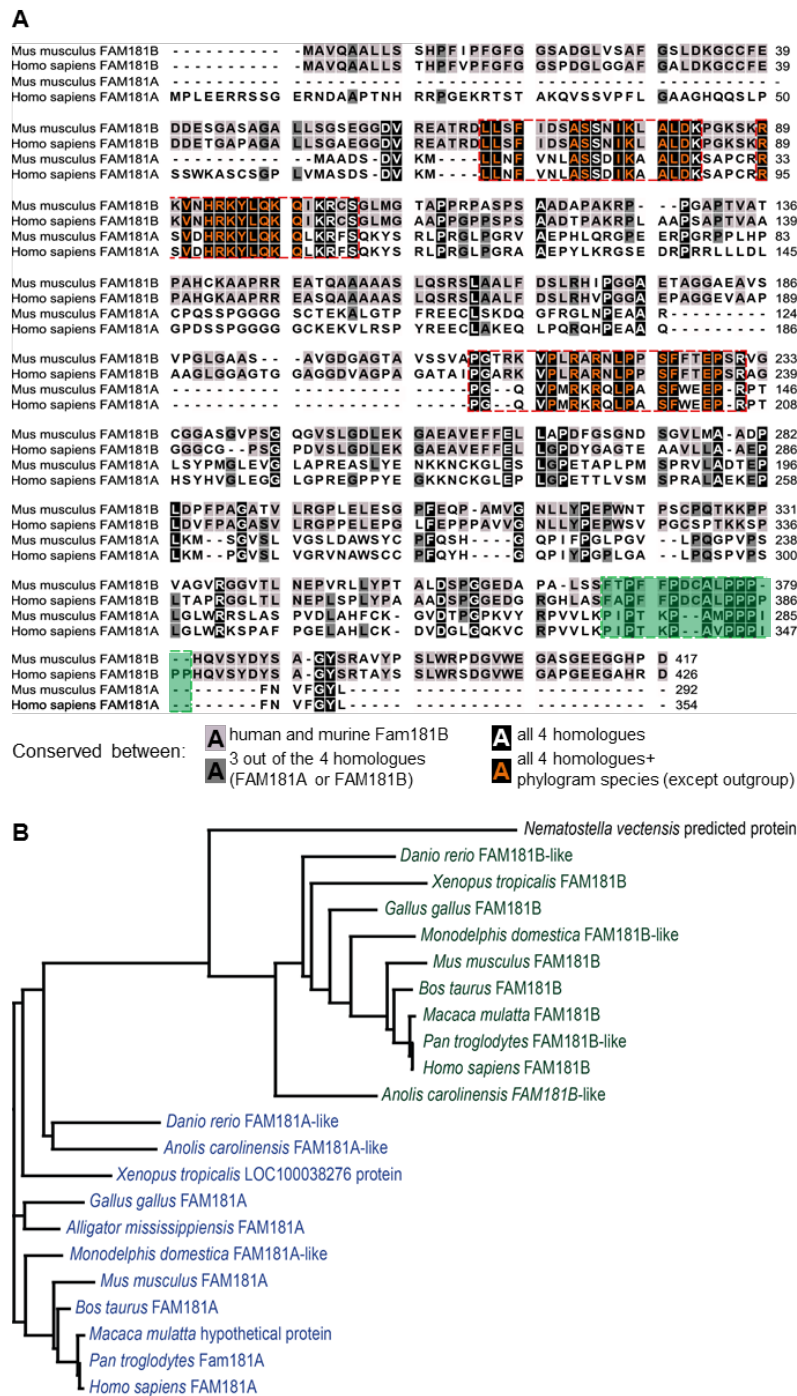 A
Mus musculus FAM181B - - - - - - - - - - - MAVQAALLS SHPFIPFGFG GSADGLVSAF GSLDKGCCFE 39
Homo sapiens FAM181B - - - - - - - - - - - MAVQAALLS STHPFVPFGFG GSPDGLGGAF GALDKGCCFE 39
Mus musculus FAM181A - - - - - - - - - - - - - - - - - - - - - - - - - - - - - - - - - - - - - - - - - - - - - - - - - -
Homo sapiens FAM181A MPLEERRSSG ERNDAAPTNH RRPGEKRTST AKQVSSVPFL GAAGHQQSLP 50
Mus musculus FAM181B DDESGASAGA LLSGSEGGDV REATRDLLSF IDSASSNIKL ALDKPGKSKR 89
Homo sapiens FAM181B DDETGAPAGA LLSGAEGGDV REATRDLLSF IDSASSNIKL ALDKPGKSKR 89
Mus musculus FAM181A - - - - - - - - - - - MAADS-DV KM----LLNF VNLASSDIKA ALDKSAPCRR 33
Homo sapiens FAM181A SSWKASCSGP LVMASDS-DV KM----LLNF VNLASSDIKA ALDKSAPCRR 95
Mus musculus FAM181B KVNHRKYLQK QIKRCSGLMG TAPPRPASPS AADAPAKRP- --PGAPTVAT 136
Homo sapiens FAM181B KVNHRKYLQK QIKRCSGLMG AAPPGPPSPS AADTPAKRPL --AAPSAPTVAA 139
Mus musculus FAM181A SVDHRKYLQK QLKRFSQKYS RLPRGLPGRV AEPHLQRGPE DRPGRPPLHP 83
Homo sapiens FAM181A SVDHRKYLQK QLKRFSQKYS RLPRGLPGRA AEPYLKRGSE DRPRRLLLDL 145
Mus musculus FAM181B PAHCKAAPRR EATQAAAAAS LQSRSLAALF DSLRHIPGGA ETAGGAEAVS 186
Homo sapiens FAM181B PAHGKAAPRR EASQAAAAAS LQSRSLAALF DSLRHVPGGA EPAGGEVAAP 189
Mus musculus FAM181A CPQSSPGDGG SCTEKALGTP FREECLSKDQ QGFRGLNPEA AR- - - - - - - - 124
Homo sapiens FAM181A GPDSSPGGGG GCKEKVLRSP YREECLAKEQ LPQRQHPEAA Q- - - - - - - - - 186
Mus musculus FAM181B VPGLGAAS-- -AVGDGAGTA VSSVAPGTRK VPLRARNLPP SFFTEPSRVG 233
Homo sapiens FAM181B AAGLGGAGTG GAGGDVAGPA GATAIPGTRK VPLRARNLPP SFFTEPSRAG 239
Mus musculus FAM181A - - - - - - - - - - - - - - - - - - - - - - - - - PG--Q VPMRKRQLPA SFWEEP-RPT 146
Homo sapiens FAM181A - - - - - - - - - - - - - - - - - - - - - - - - - PG--Q VPMRKRQLPA SFWEEP-RPT 208
Mus musculus FAM181B CGGASGVPSG QGVSLGDLEK GAEAVEFFEL LAPDFGSGND SGVLMA-ADP 282
Homo sapiens FAM181B GGGCG--PSG PDVSLGDLEK GAEAVEFFEL LGPDYGAGTE AAVLLA-AEP 286
Mus musculus FAM181A LSYPMGLEVG LAPREASLYE NKKNCKGLES LGPETAPLPM SPRVLADTEP 196
Homo sapiens FAM181A HSYHVGLEGG LGPREGPPYE GKKNCKGLEP LGPETTLVSM SPRALAEKEP 258
Mus musculus FAM181B LDPFPAGATV LRGPLELESG PFEQP-AMVG NLLYPEPWNT PSCPQTKKPP 331
Homo sapiens FAM181B LDVFPAGASV LRGPPELEPG LFEPPPAVVG NLLYPEPWSV PGCSPTKKSP 336
Mus musculus FAM181A LKM--SGVSL VGSLDAWSYC PFQSH----G QPIFPGLPGV ---LPQSPVPS 238
Homo sapiens FAM181A LKM--PGVSL VGRVNAWSCC PFQYH----G QPIYPGPLGA ---LPQGPVPS 300
Mus musculus FAM181B VAGVRGGVTL NEPVRLLYPT ALDSPGGEDA PA-LSSFTPF FPDCALPPP- 379
Homo sapiens FAM181B LTAPRGGLTL NEPLSPLYPA AADSPGGEDG RGHLASFAPF FPDCALPPPP 386
Mus musculus FAM181A LGLWRRSLAS PVDLAHFCK- GVDTGPKVGY RPVVLKPIPT KP--AMPPPI 285
Homo sapiens FAM181A LGLWRKSPAF PGELAHLCK- DVDGLGQKVC RPVVLKPIPT KP--AVPPPI 347
Mus musculus FAM181B --HQVSYDYS A-GYSRAVYP SLWRPDGVWE GASGEEGGHP D 417
Homo sapiens FAM181B PPHQVSYDYS A-GYSRTAYS SLWRSDGVWE GAPGEEGAHR D 426
Mus musculus FAM181A - - - - - - - - FN VFGYL- - - - - - - - - - - - - - - - - - - - - - - - - - 292
Homo sapiens FAM181A - - - - - - - - FN VFGYL- - - - - - - - - - - - - - - - - - - - - - - - - - 354
Conserved between:
A human and murine Fam181B
A 3 out of the 4 homologues (FAM181A or FAM181B)
A all 4 homologues
A all 4 homologues+ phylogram species (except outgroup)
B
Nematostella vectensis predicted protein
Danio rerio FAM181B-like
Xenopus tropicalis FAM181B
Gallus gallus FAM181B
Monodelphis domestica FAM181B-like
Mus musculus FAM181B
Bos taurus FAM181B
Macaca mulatta FAM181B
Pan troglodytes FAM181B-like
Homo sapiens FAM181B
Anolis carolinensis FAM181B-like
Danio rerio FAM181A-like
Anolis carolinensis FAM181A-like
Xenopus tropicalis LOC100038276 protein
Gallus gallus FAM181A
Alligator mississippiensis FAM181A
Monodelphis domestica FAM181A-like
Mus musculus FAM181A
Bos taurus FAM181A
Macaca mulatta hypothetical protein
Pan troglodytes Fam181A
Homo sapiens FAM181A